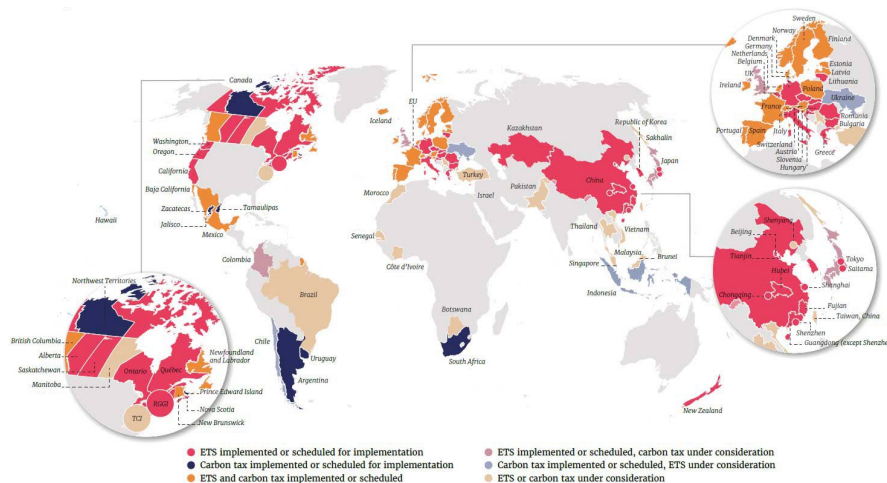 Canada
Washington
Oregon
California
Baja California
Zacatecas
Jalisco
Mexico
Tamaulipas
Hawaii
Colombia
Brazil
Chile
Uruguay
Argentina
Northwest Territories
British Columbia
Alberta
Saskatchewan
Manitoba
Ontario
Québec
Newfoundland
and Labrador
Prince Edward Island
Nova Scotia
New Brunswick
RGGI
TCI
EU
Iceland
Morocco
Senegal
Côte d'Ivoire
Botswana
South Africa
Turkey
Israel
Kazakhstan
Pakistan
China
Republic of Korea
Sakhalin
Japan
Thailand
Vietnam
Malaysia
Brunei
Singapore
Indonesia
New Zealand
Sweden
Norway
Denmark
Germany
Netherlands
Belgium
UK
Ireland
Finland
Estonia
Latvia
Lithuania
Poland
Ukraine
France
Romania
Bulgaria
Portugal
Spain
Italy
Switzerland
Austria
Slovenia
Hungary
Greece
Shenyang
Beijing
Tianjin
Hubei
Chongqing
Tokyo
Saitama
Shanghai
Fujian
Taiwan, China
Shenzhen
Guangdong (except Shenzhe
ETS implemented or scheduled for implementation
Carbon tax implemented or scheduled for implementation
ETS and carbon tax implemented or scheduled
ETS implemented or scheduled, carbon tax under consideration
Carbon tax implemented or scheduled, ETS under consideration
ETS or carbon tax under consideration